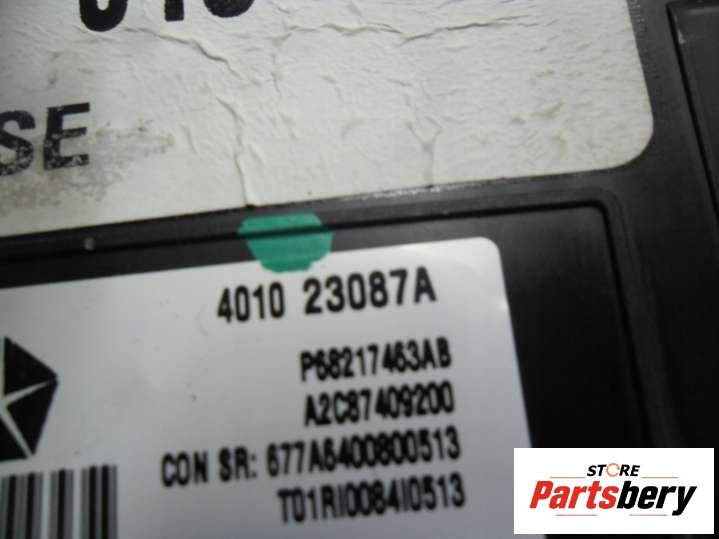 SE
4010 23087A
P68217463AB
A2C87409200
CON SR: 677A6400800513
T01RI0084I0513
STORE
Partsbery